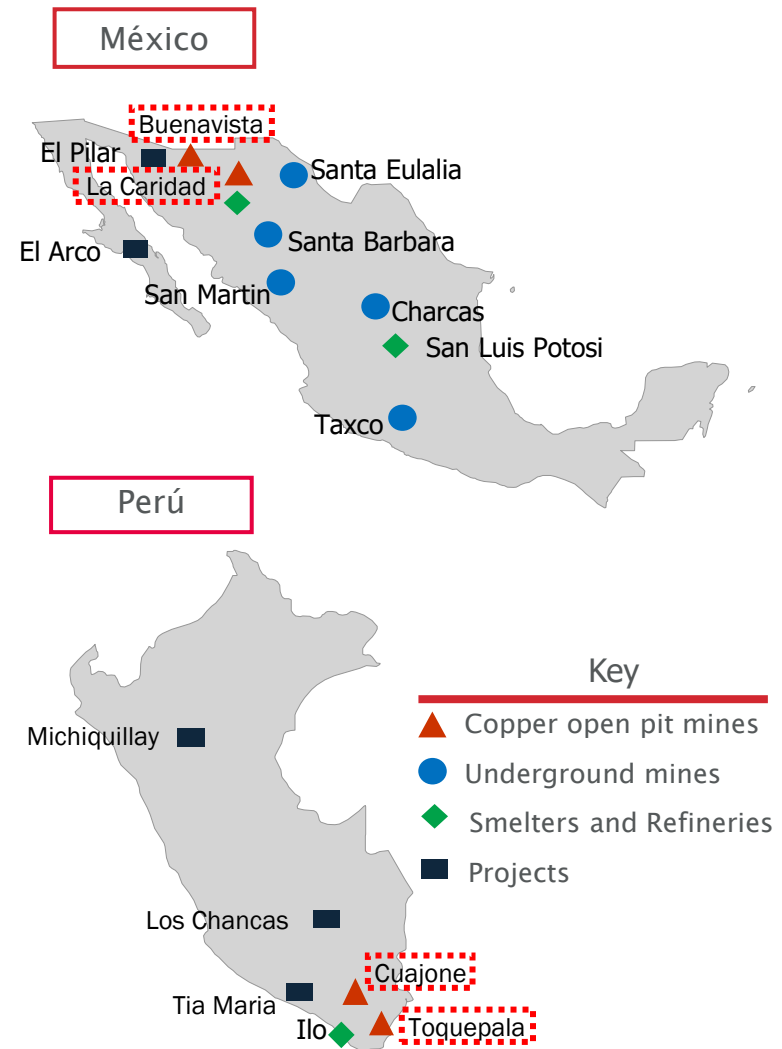 México
Buenavista
El Pilar
La Caridad
Santa Eulalia
El Arco
Santa Barbara
San Martin
Charcas
San Luis Potosi
Taxco
Perú
Key
Copper open pit mines
Underground mines
Smelters and Refineries
Projects
Michiquillay
Los Chancas
Cuajone
Tia Maria
Ilo
Toquepala